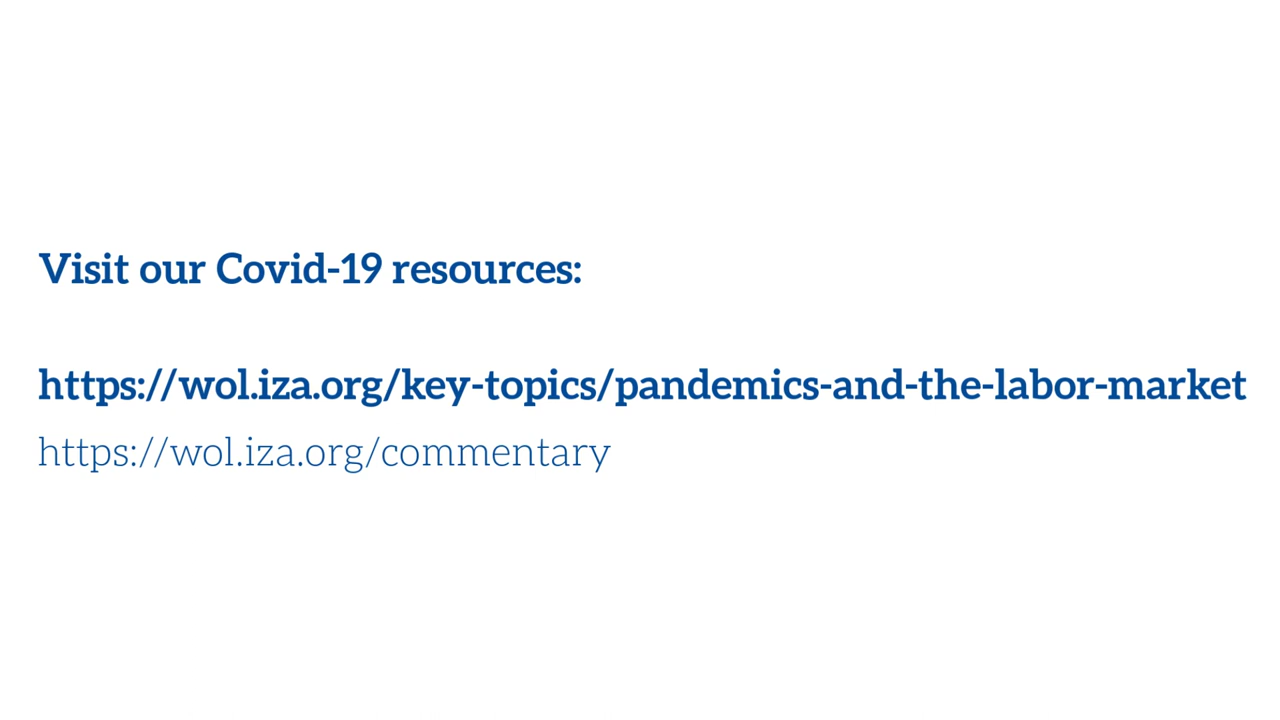 Visit our Covid-19 resources:
https://wol.iza.org/key-topics/pandemics-and-the-labor-market
https://wol.iza.org/commentary